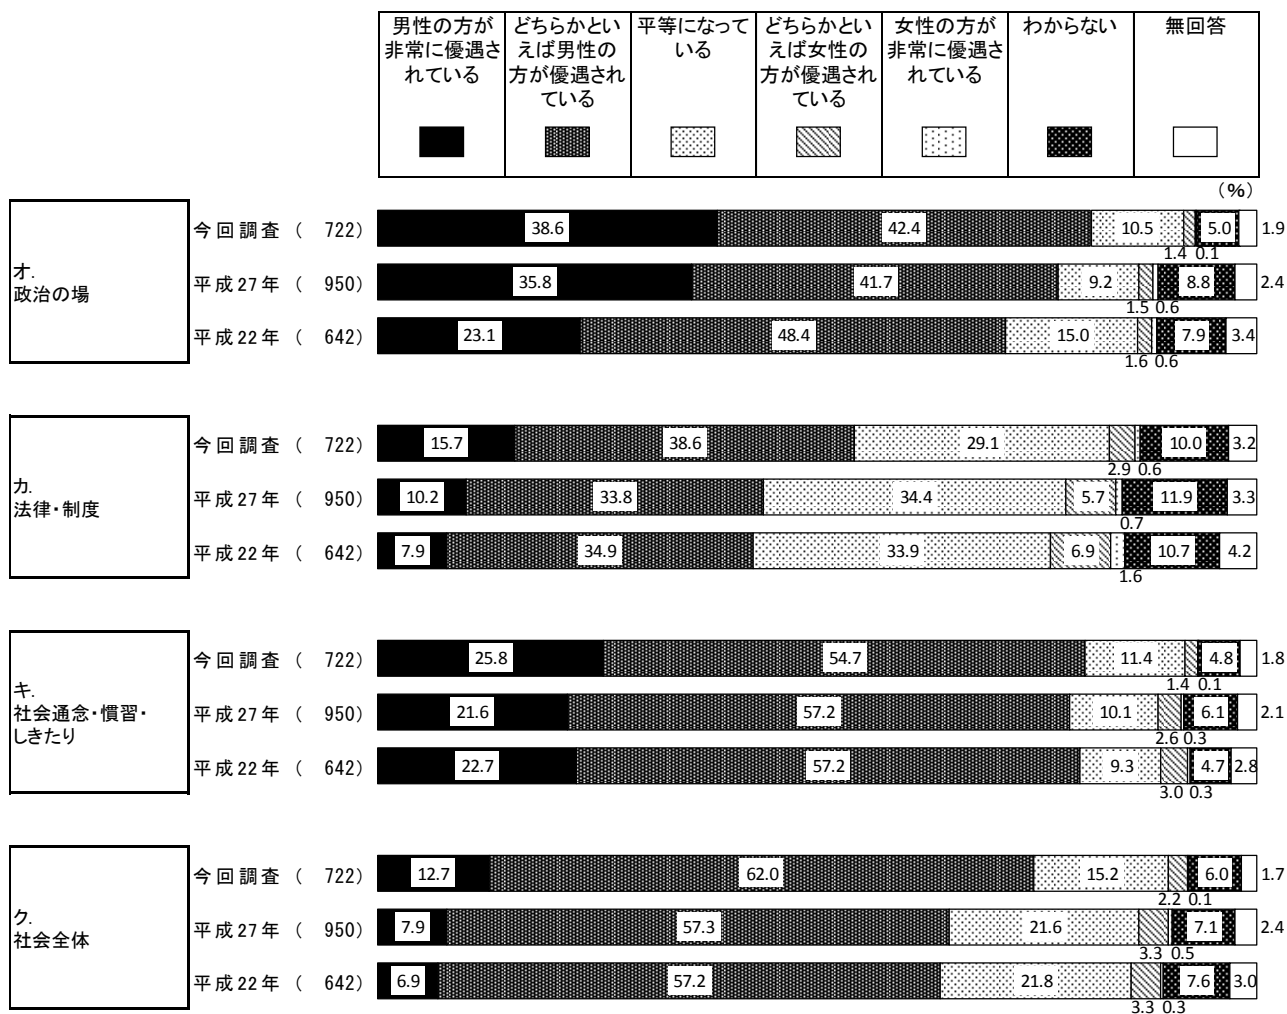 男性の方が
非常に優遇さ
れている
どちらかとい
えば男性の
方が優遇され
ている
平等になって
いる
どちらかとい
えば女性の
方が優遇され
ている
女性の方が
非常に優遇さ
れている
わからない
無回答
(%)
オ.
政治の場
今回調査 ( 722) 38.6 42.4 10.5 1.4 0.1 5.0 1.9
平成27年 ( 950) 35.8 41.7 9.2 1.5 0.6 8.8 2.4
平成22年 ( 642) 23.1 48.4 15.0 1.6 0.6 7.9 3.4
カ.
法律・制度
今回調査 ( 722) 15.7 38.6 29.1 2.9 0.6 10.0 3.2
平成27年 ( 950) 10.2 33.8 34.4 5.7 0.7 11.9 3.3
平成22年 ( 642) 7.9 34.9 33.9 6.9 1.6 10.7 4.2
キ.
社会通念・慣習・
しきたり
今回調査 ( 722) 25.8 54.7 11.4 1.4 0.1 4.8 1.8
平成27年 ( 950) 21.6 57.2 10.1 2.6 0.3 6.1 2.1
平成22年 ( 642) 22.7 57.2 9.3 3.0 0.3 4.7 2.8
ク.
社会全体
今回調査 ( 722) 12.7 62.0 15.2 2.2 0.1 6.0 1.7
平成27年 ( 950) 7.9 57.3 21.6 3.3 0.5 7.1 2.4
平成22年 ( 642) 6.9 57.2 21.8 3.3 0.3 7.6 3.0